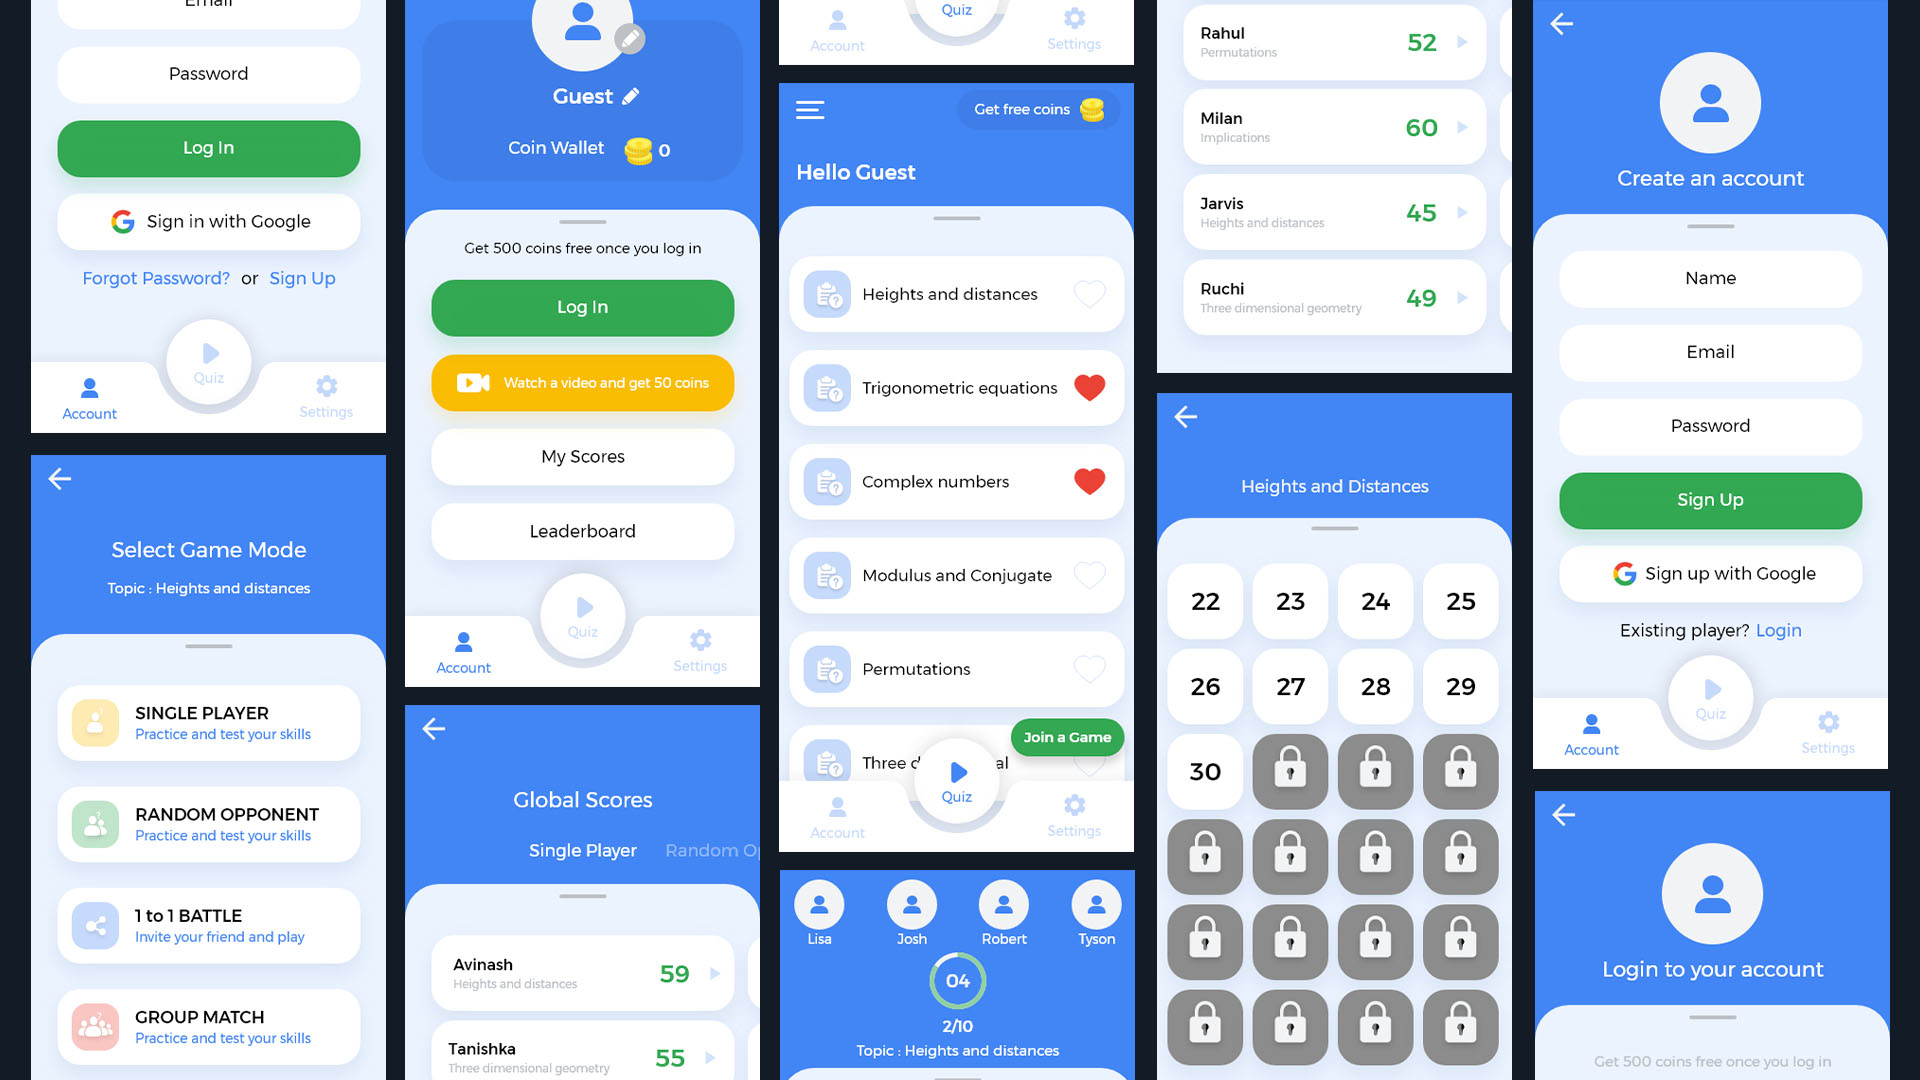 Email
Password
Log In
Sign in with Google
Forgot Password? or Sign Up
Quiz
Account
Settings
Select Game Mode
Topic : Heights and distances
SINGLE PLAYER
Practice and test your skills
RANDOM OPPONENT
Practice and test your skills
1 to 1 BATTLE
Invite your friend and play
GROUP MATCH
Practice and test your skills
Guest
Coin Wallet 0
Get 500 coins free once you log in
Log In
Watch a video and get 50 coins
My Scores
Leaderboard
Quiz
Account
Settings
Global Scores
Single Player Random Op
Avinash
Heights and distances
59
Tanishka
Three dimensional geometry
55
Quiz
Account
Settings
Get free coins
Hello Guest
Heights and distances
Trigonometric equations
Complex numbers
Modulus and Conjugate
Permutations
Join a Game
Three d al
Quiz
Account
Settings
Lisa Josh Robert Tyson
04
2/10
Topic : Heights and distances
Rahul
Permutations
52
Milan
Implications
60
Jarvis
Heights and distances
45
Ruchi
Three dimensional geometry
49
Heights and Distances
22 23 24 25
26 27 28 29
30
Create an account
Name
Email
Password
Sign Up
Sign up with Google
Existing player? Login
Quiz
Account
Settings
Login to your account
Get 500 coins free once you log in